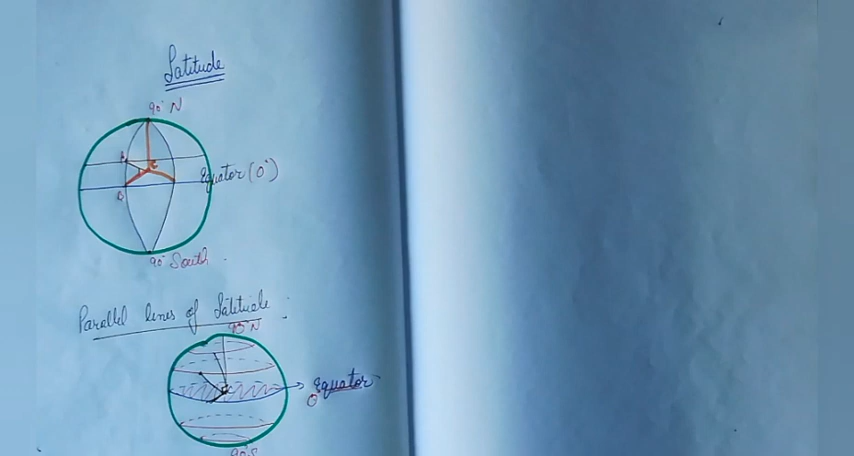 Latitude
90° N
C
Equator (0°)
90° South.
Parallel lines of Latitude :
90° N
Equator
0°
90° S